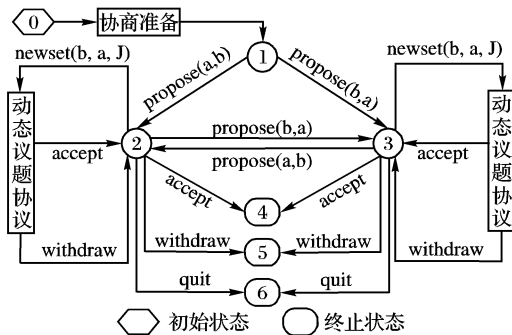 0
协商准备
1
newset(b, a, J)
propose(a,b)
propose(b,a)
newset(b, a, J)
动态议题协议
accept
2
propose(b,a)
propose(a,b)
3
accept
动态议题协议
accept
4
accept
withdraw
withdraw
5
withdraw
withdraw
quit
6
quit
初始状态
终止状态